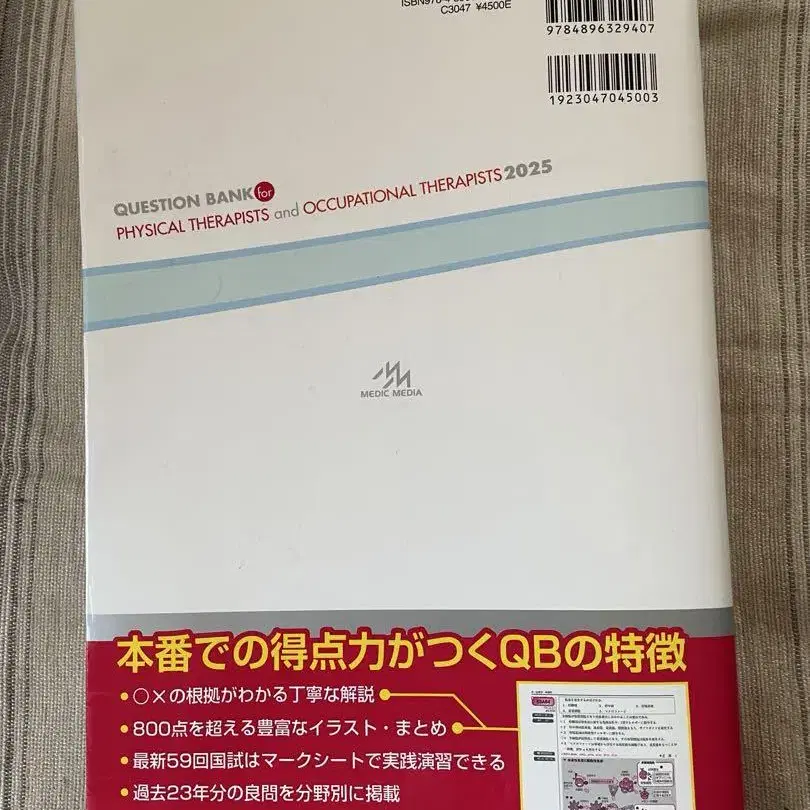 C3047 ¥4500E
9784896329407
1923047045003
QUESTION BANK for
PHYSICAL THERAPISTS and OCCUPATIONAL THERAPISTS 2025
MEDIC MEDIA
本番での得点力がつくQBの特徴
• ○×の根拠がわかる丁寧な解説
• 800点を超える豊富なイラスト・まとめ
• 最新59回国試はマークシートで実践演習できる
• 過去23年分の良問を分野別に掲載